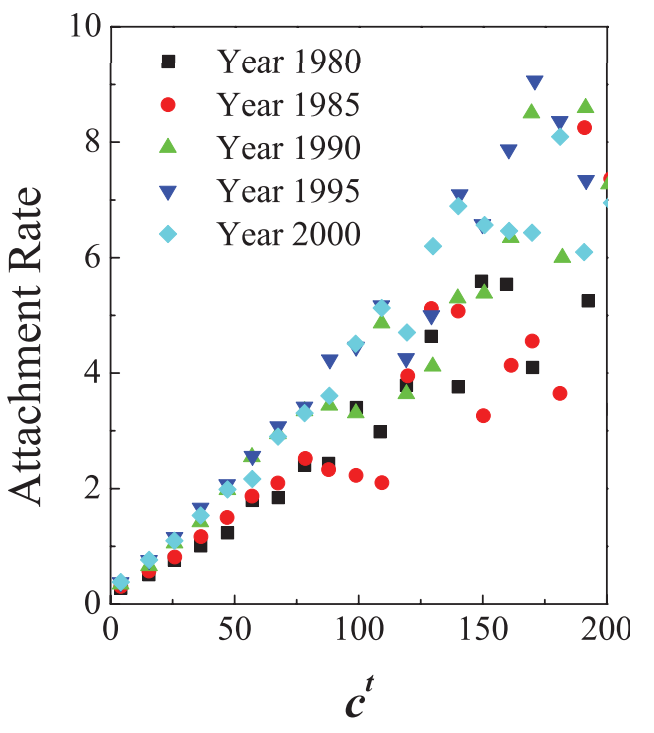 10
8
6
4
2
0
Attachment Rate
Year 1980
Year 1985
Year 1990
Year 1995
Year 2000
0 50 100 150 200
c^t